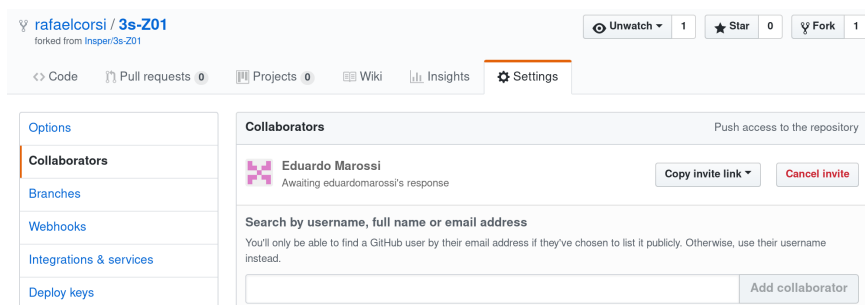 rafaelcorsi / 3s-Z01
forked from Insper/3s-Z01
Unwatch 1 Star 0 Fork 1
Code Pull requests 0 Projects 0 Wiki Insights Settings
Options
Collaborators
Branches
Webhooks
Integrations & services
Deploy keys
Collaborators Push access to the repository
Eduardo Marossi
Awaiting eduardomarossi's response
Copy invite link Cancel invite
Search by username, full name or email address
You'll only be able to find a GitHub user by their email address if they've chosen to list it publicly. Otherwise, use their username
instead.
Add collaborator